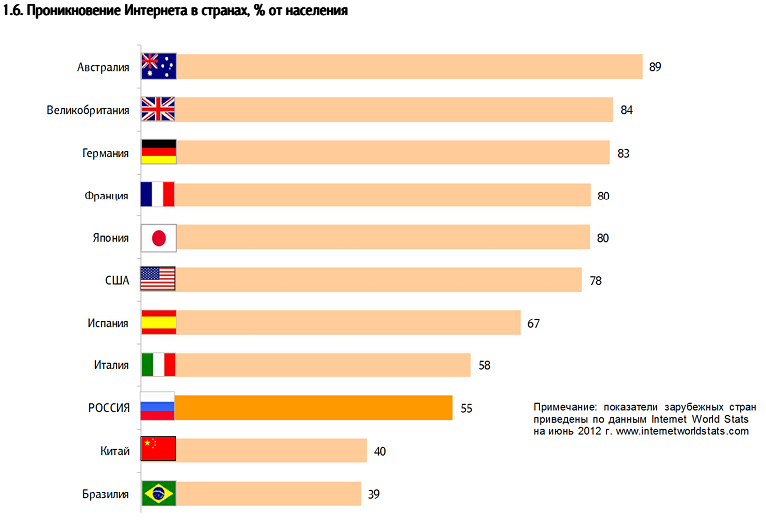 1.6. Проникновение Интернета в странах, % от населения
Австралия 89
Великобритания 84
Германия 83
Франция 80
Япония 80
США 78
Испания 67
Италия 58
РОССИЯ 55
Китай 40
Бразилия 39
Примечание: показатели зарубежных стран
приведены по данным Internet World Stats
на июнь 2012 г. www.internetworldstats.com